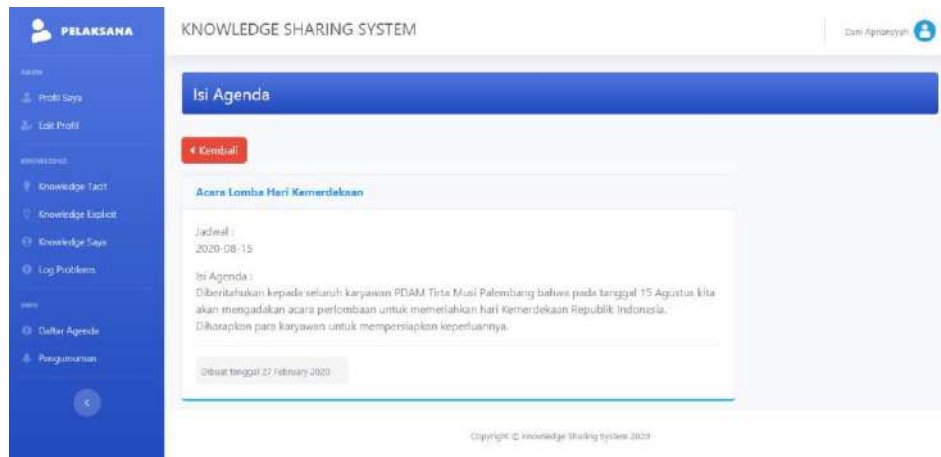 PELAKSANA
KNOWLEDGE SHARING SYSTEM
Dani Apriansyah
Profil Saya
Edit Profil
KNOWLEDGE
Knowledge Tacit
Knowledge Explicit
Knowledge Saya
Log Problems
Daftar Agenda
Pengumuman
Isi Agenda
Kembali
Acara Lomba Hari Kemerdekaan
Jadwal :
2020-08-15
Isi Agenda :
Diberitahukan kepada seluruh karyawan PDAM Tirta Musi Palembang bahwa pada tanggal 15 Agustus kita
akan mengadakan acara perlombaan untuk memeriahkan hari Kemerdekaan Republik Indonesia.
Diharapkan para karyawan untuk mempersiapkan keperluannya.
Dibuat tanggal 27 February 2020
Copyright © Knowledge Sharing System 2020